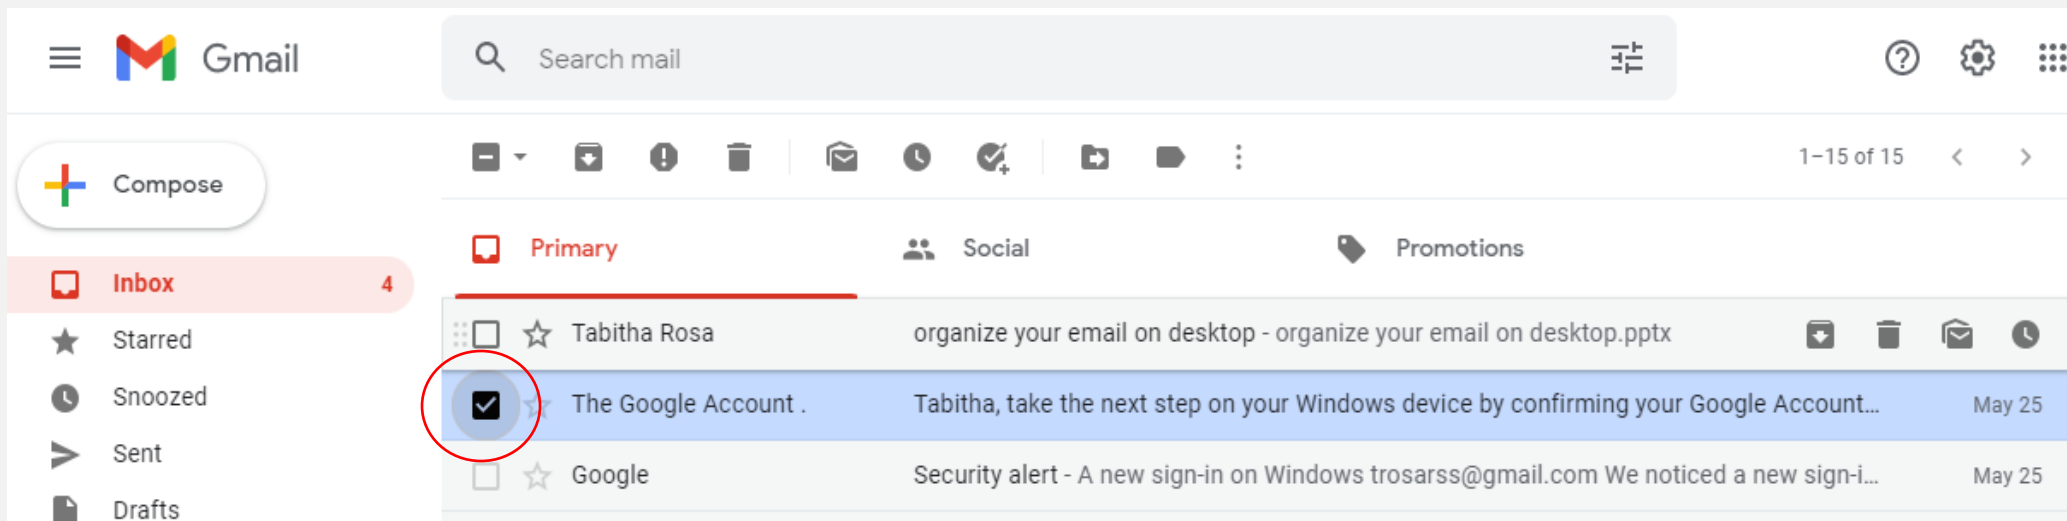 Gmail
Search mail
Compose
1–15 of 15
Primary
Social
Promotions
Inbox 4
Starred
Snoozed
Sent
Drafts
Tabitha Rosa organize your email on desktop - organize your email on desktop.pptx
The Google Account . Tabitha, take the next step on your Windows device by confirming your Google Account... May 25
Google Security alert - A new sign-in on Windows trosarss@gmail.com We noticed a new sign-i... May 25